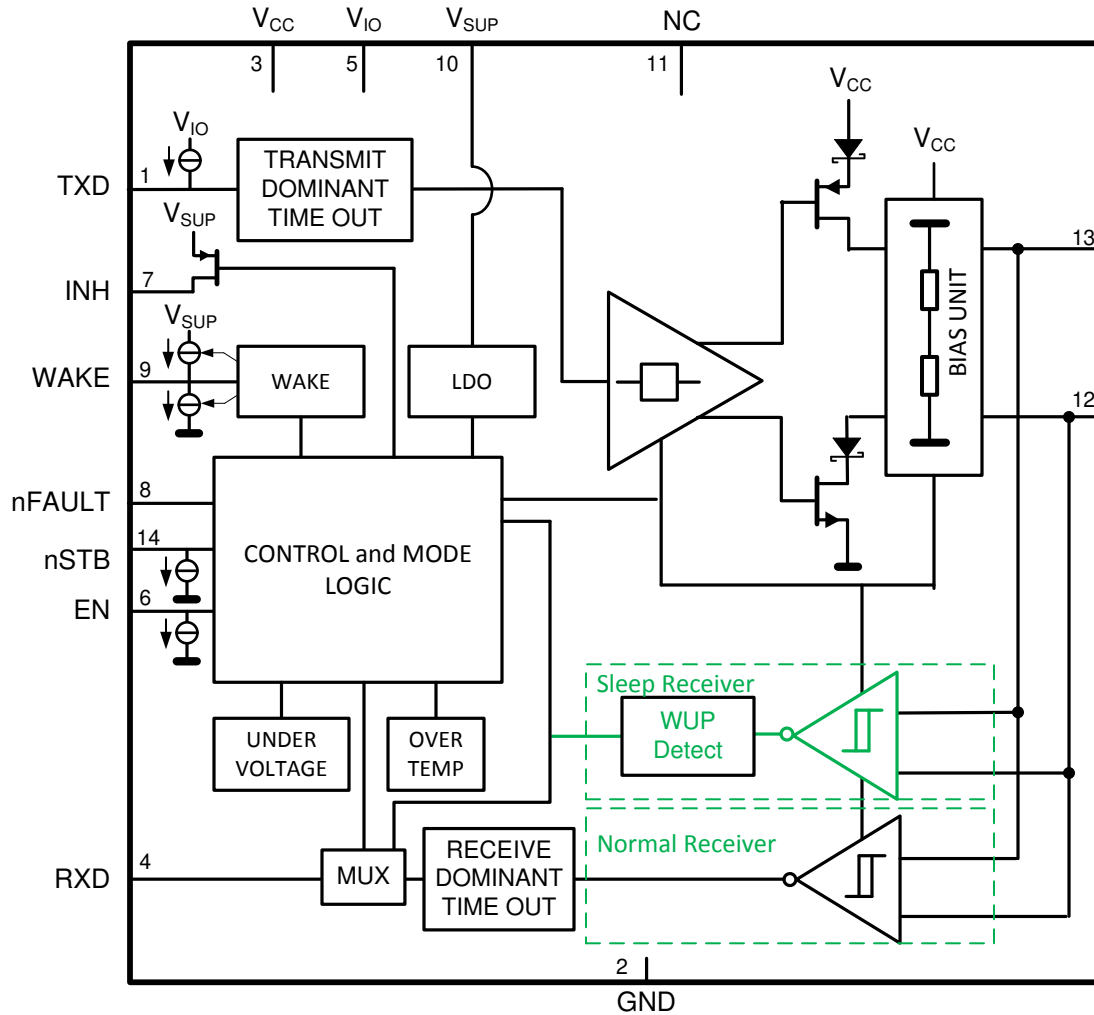 VCC
VIO
VSUP
NC
3
5
10
11
VCC
VIO
VCC
TXD
1
TRANSMIT
DOMINANT
TIME OUT
VSUP
13
INH
7
BIAS UNIT
VSUP
WAKE
9
WAKE
LDO
12
nFAULT
8
nSTB
14
CONTROL and MODE
LOGIC
EN
6
Sleep Receiver
WUP
Detect
UNDER
VOLTAGE
OVER
TEMP
Normal Receiver
RXD
4
MUX
RECEIVE
DOMINANT
TIME OUT
2
GND